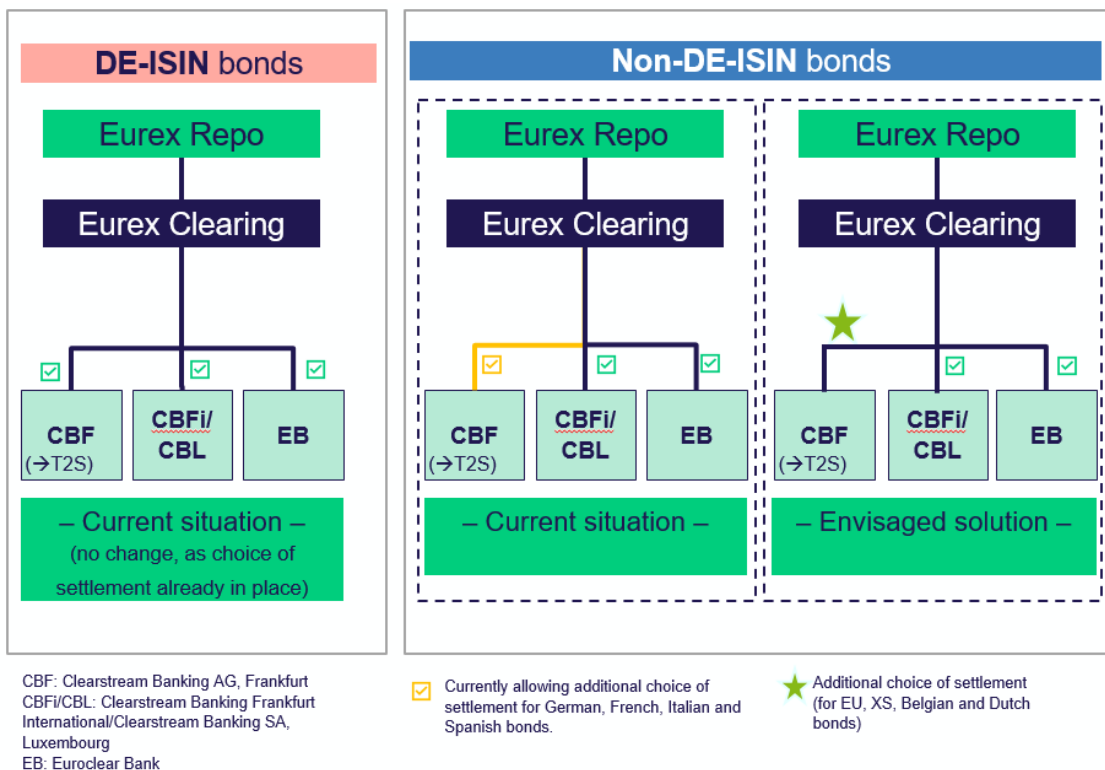 DE-ISIN bonds
Eurex Repo
Eurex Clearing
CBF
(→T2S)
CBFi/
CBL
EB
– Current situation –
(no change, as choice of
settlement already in place)
Non-DE-ISIN bonds
Eurex Repo
Eurex Clearing
CBF
(→T2S)
CBFi/
CBL
EB
– Current situation –
Eurex Repo
Eurex Clearing
CBF
(→T2S)
CBFi/
CBL
EB
– Envisaged solution –
CBF: Clearstream Banking AG, Frankfurt
CBFi/CBL: Clearstream Banking Frankfurt
International/Clearstream Banking SA,
Luxembourg
EB: Euroclear Bank
Currently allowing additional choice of
settlement for German, French, Italian and
Spanish bonds.
Additional choice of settlement
(for EU, XS, Belgian and Dutch
bonds)